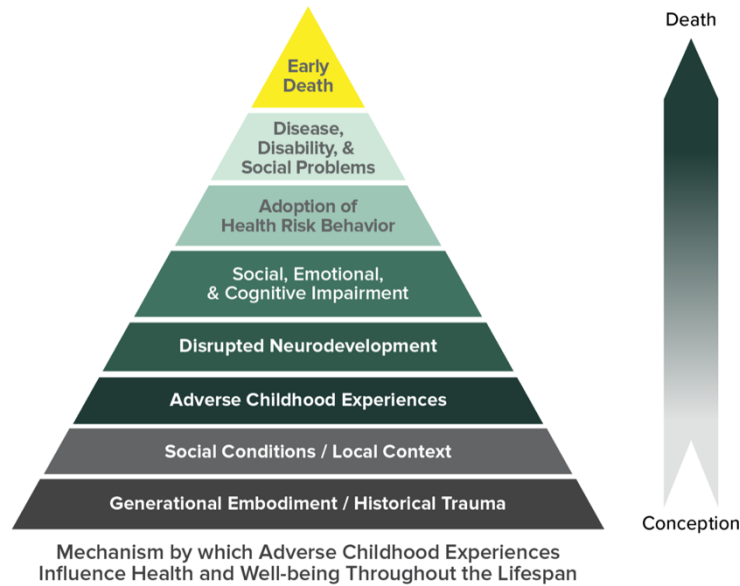 Early
Death
Disease,
Disability, &
Social Problems
Adoption of
Health Risk Behavior
Social, Emotional,
& Cognitive Impairment
Disrupted Neurodevelopment
Adverse Childhood Experiences
Social Conditions / Local Context
Generational Embodiment / Historical Trauma
Mechanism by which Adverse Childhood Experiences
Influence Health and Well-being Throughout the Lifespan
Death
Conception